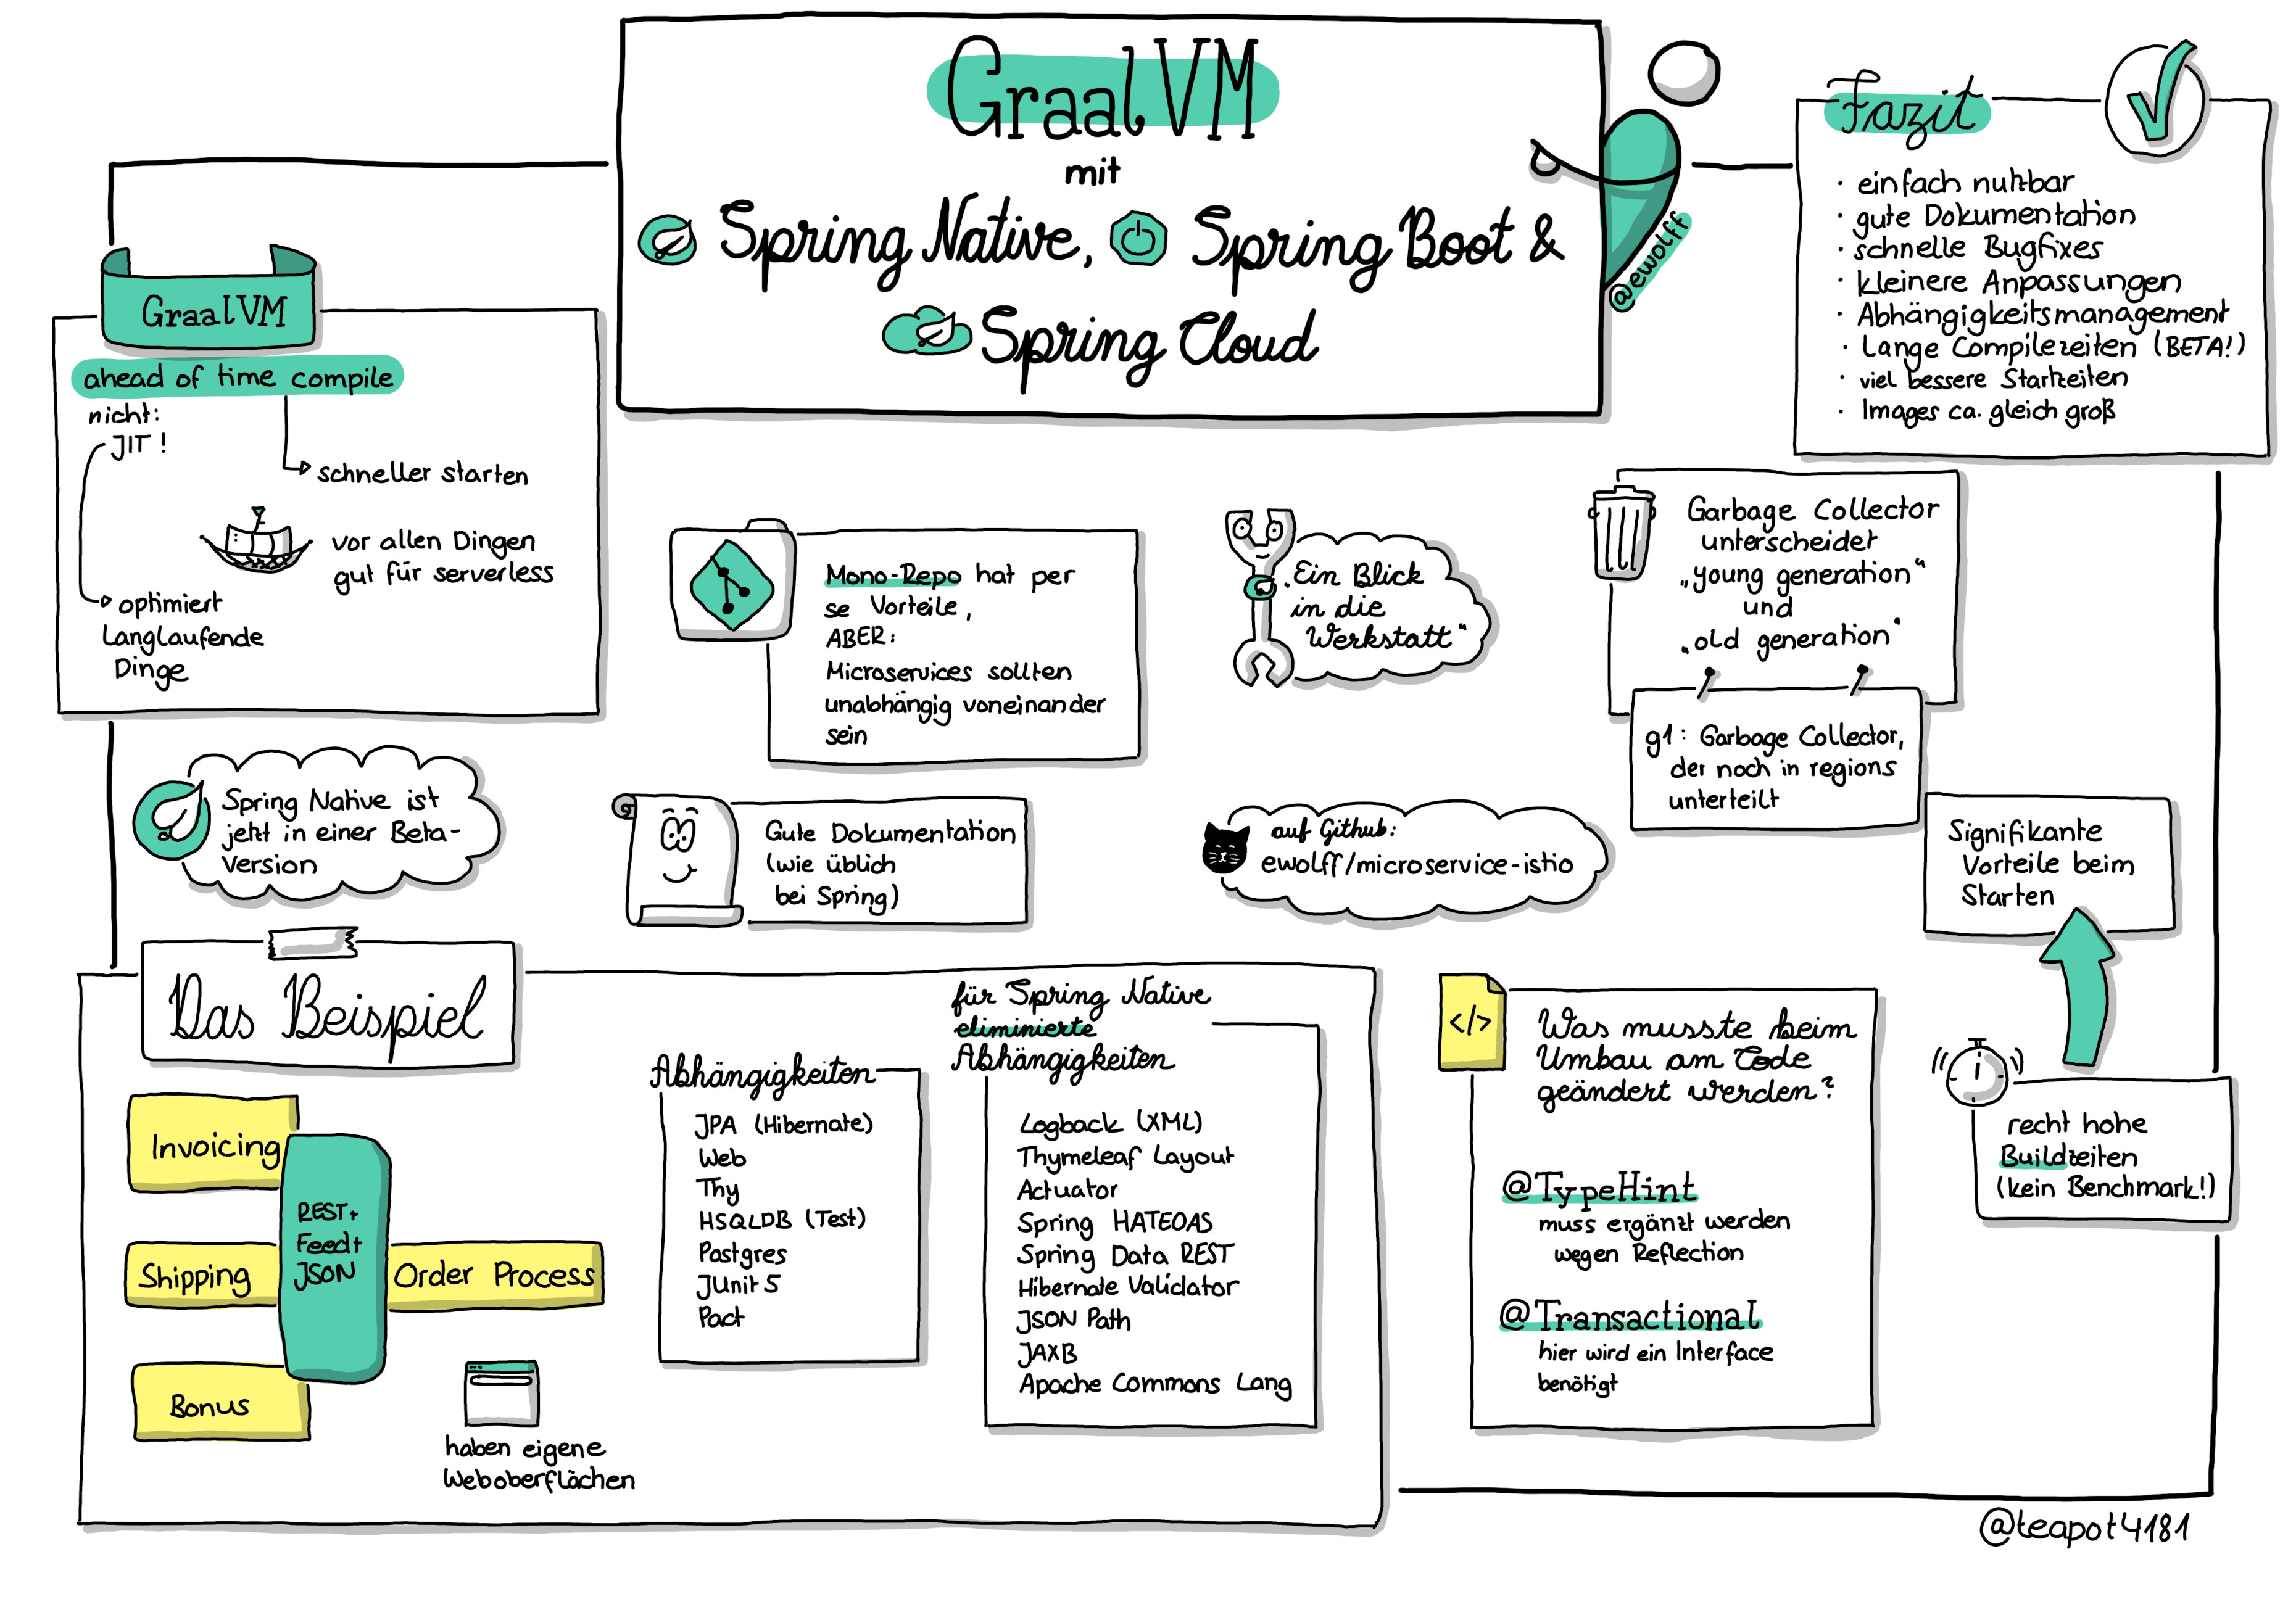 GraalVM
mit
Spring Native, Spring Boot &
Spring Cloud
@ewolff
Fazit
· einfach nutzbar
· gute Dokumentation
· schnelle Bugfixes
· kleinere Anpassungen
· Abhängigkeitsmanagement
· Lange Compilezeiten (BETA!)
· viel bessere Startzeiten
· Images ca. gleich groß
GraalVM
ahead of time compile
nicht:
JIT!
schneller starten
vor allen Dingen
gut für serverless
optimiert
Langlaufende
Dinge
Mono-Repo hat per
se Vorteile,
ABER:
Microservices sollten
unabhängig voneinander
sein
„Ein Blick
in die
Werkstatt"
Garbage Collector
unterscheidet
„young generation"
und
„old generation"
g1: Garbage Collector,
der noch in regions
unterteilt
Spring Native ist
jetzt in einer Beta-
Version
Gute Dokumentation
(wie üblich
bei Spring)
auf Github:
ewolff/microservice-istio
Signifikante
Vorteile beim
Starten
recht hohe
Buildzeiten
(kein Benchmark!)
Das Beispiel
Invoicing
Shipping
Bonus
REST+
Feed+
JSON
Order Process
haben eigene
Weboberflächen
Abhängigkeiten
JPA (Hibernate)
Web
Thy
HSQLDB (Test)
Postgres
JUnit 5
Pact
für Spring Native
eliminierte
Abhängigkeiten
Logback (XML)
Thymeleaf Layout
Actuator
Spring HATEOAS
Spring Data REST
Hibernate Validator
JSON Path
JAXB
Apache Commons Lang
</>
Was musste beim
Umbau am Code
geändert werden?
@TypeHint
muss ergänzt werden
wegen Reflection
@Transactional
hier wird ein Interface
benötigt
@teapot4181